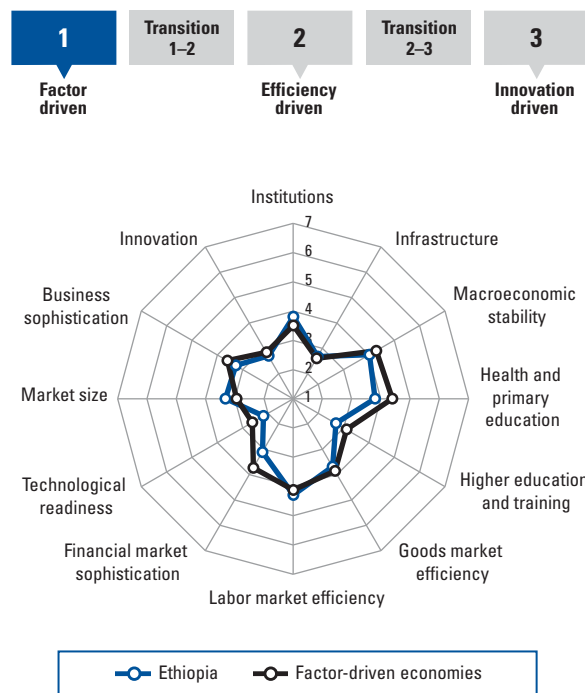 1
Transition
1–2
2
Transition
2–3
3
Factor
driven
Efficiency
driven
Innovation
driven
Institutions
7
6
5
4
3
2
1
Innovation
Infrastructure
Business
sophistication
Macroeconomic
stability
Market size
Health and
primary
education
Technological
readiness
Higher education
and training
Financial market
sophistication
Goods market
efficiency
Labor market efficiency
Ethiopia
Factor-driven economies